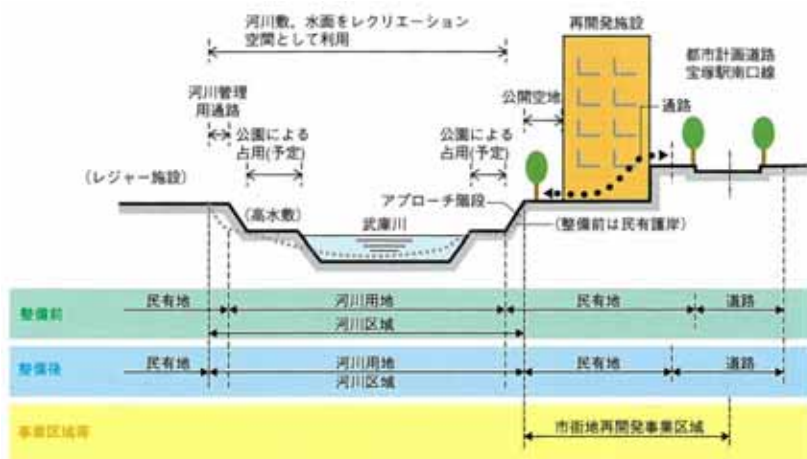 河川敷、水面をレクリエーション
空間として利用
再開発施設
都市計画道路
宝塚駅南口線
河川管理
用通路
公開空地
通路
公園による
占用(予定)
公園による
占用(予定)
(レジャー施設)
アプローチ階段
(高水敷)
武庫川
(整備前は民有護岸)
整備前
民有地
河川用地
民有地
道路
河川区域
整備後
民有地
河川用地
民有地
道路
河川区域
事業区域等
市街地再開発事業区域